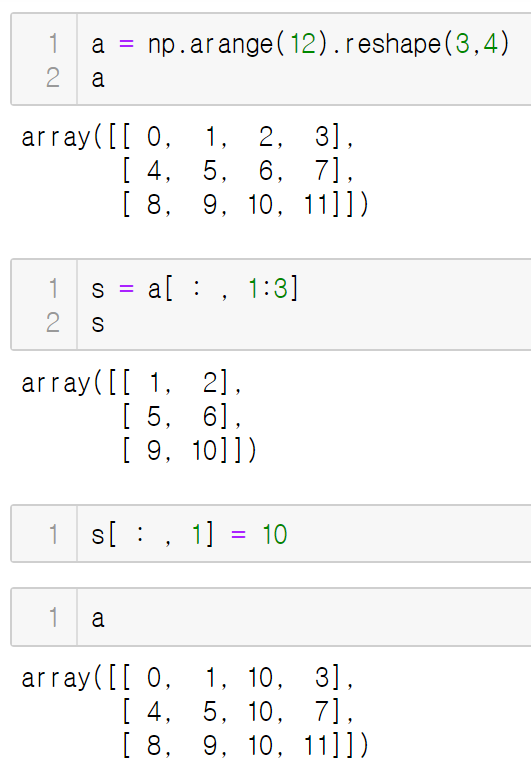 1 a = np.arange(12).reshape(3,4)
2 a
array([[ 0,  1,  2,  3],
       [ 4,  5,  6,  7],
       [ 8,  9, 10, 11]])
1 s = a[ : , 1:3]
2 s
array([[ 1,  2],
       [ 5,  6],
       [ 9, 10]])
1 s[ : , 1] = 10
1 a
array([[ 0,  1, 10,  3],
       [ 4,  5, 10,  7],
       [ 8,  9, 10, 11]])